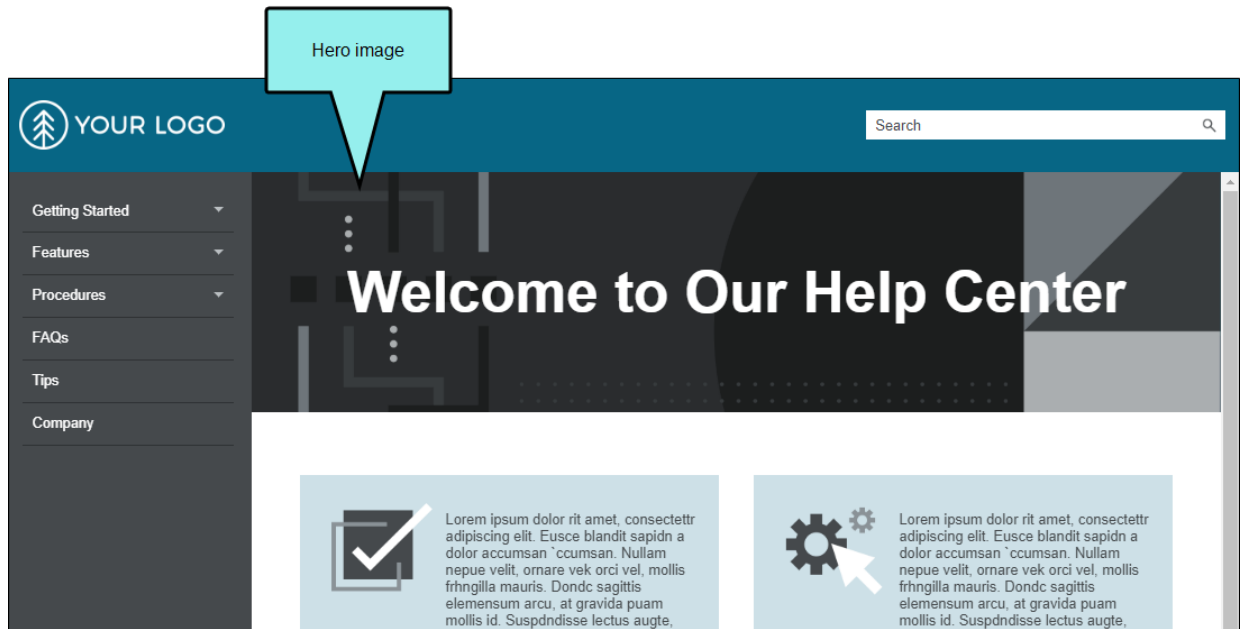 Hero image
YOUR LOGO
Search
Getting Started
Features
Procedures
FAQs
Tips
Company
Welcome to Our Help Center
Lorem ipsum dolor rit amet, consectettr
adipiscing elit. Eusce blandit sapidn a
dolor accumsan `ccumsan. Nullam
nepue velit, ornare vek orci vel, mollis
frhngilla mauris. Dondc sagittis
elemensum arcu, at gravida puam
mollis id. Suspdndisse lectus augte,
Lorem ipsum dolor rit amet, consectettr
adipiscing elit. Eusce blandit sapidn a
dolor accumsan `ccumsan. Nullam
nepue velit, ornare vek orci vel, mollis
frhngilla mauris. Dondc sagittis
elemensum arcu, at gravida puam
mollis id. Suspdndisse lectus augte,